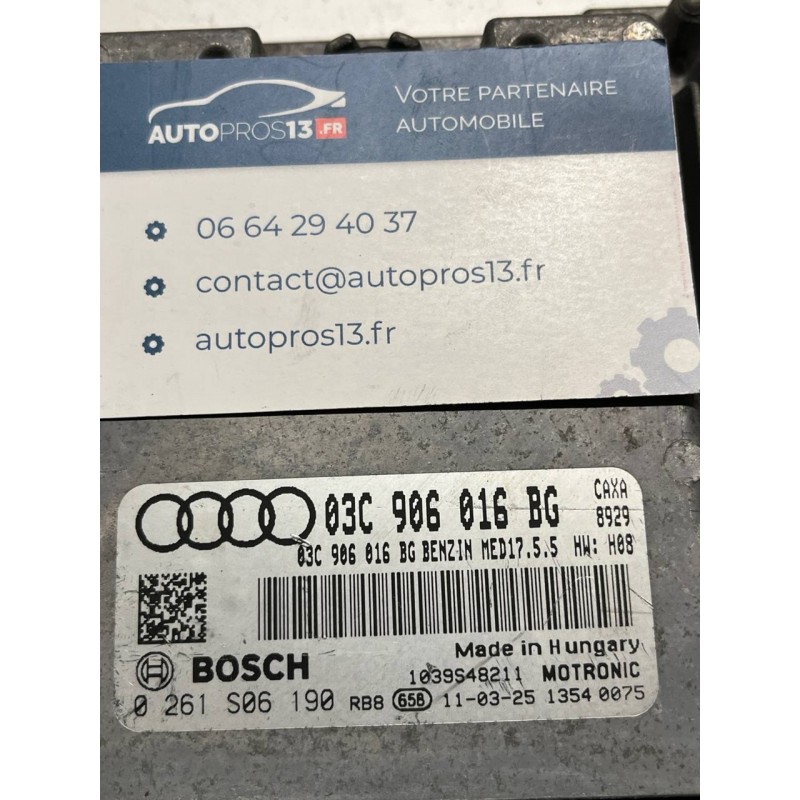 AUTOPROS13.FR
VOTRE PARTENAIRE
AUTOMOBILE
06 64 29 40 37
contact@autopros13.fr
autopros13.fr
03C 906 016 BG CAXA
8929
03C 906 016 BG BENZIN MED17.5.5 HW: H08
Made in Hungary
BOSCH 1039S48211 MOTRONIC
0 261 S06 190 RB8 658 11-03-25 1354 0075